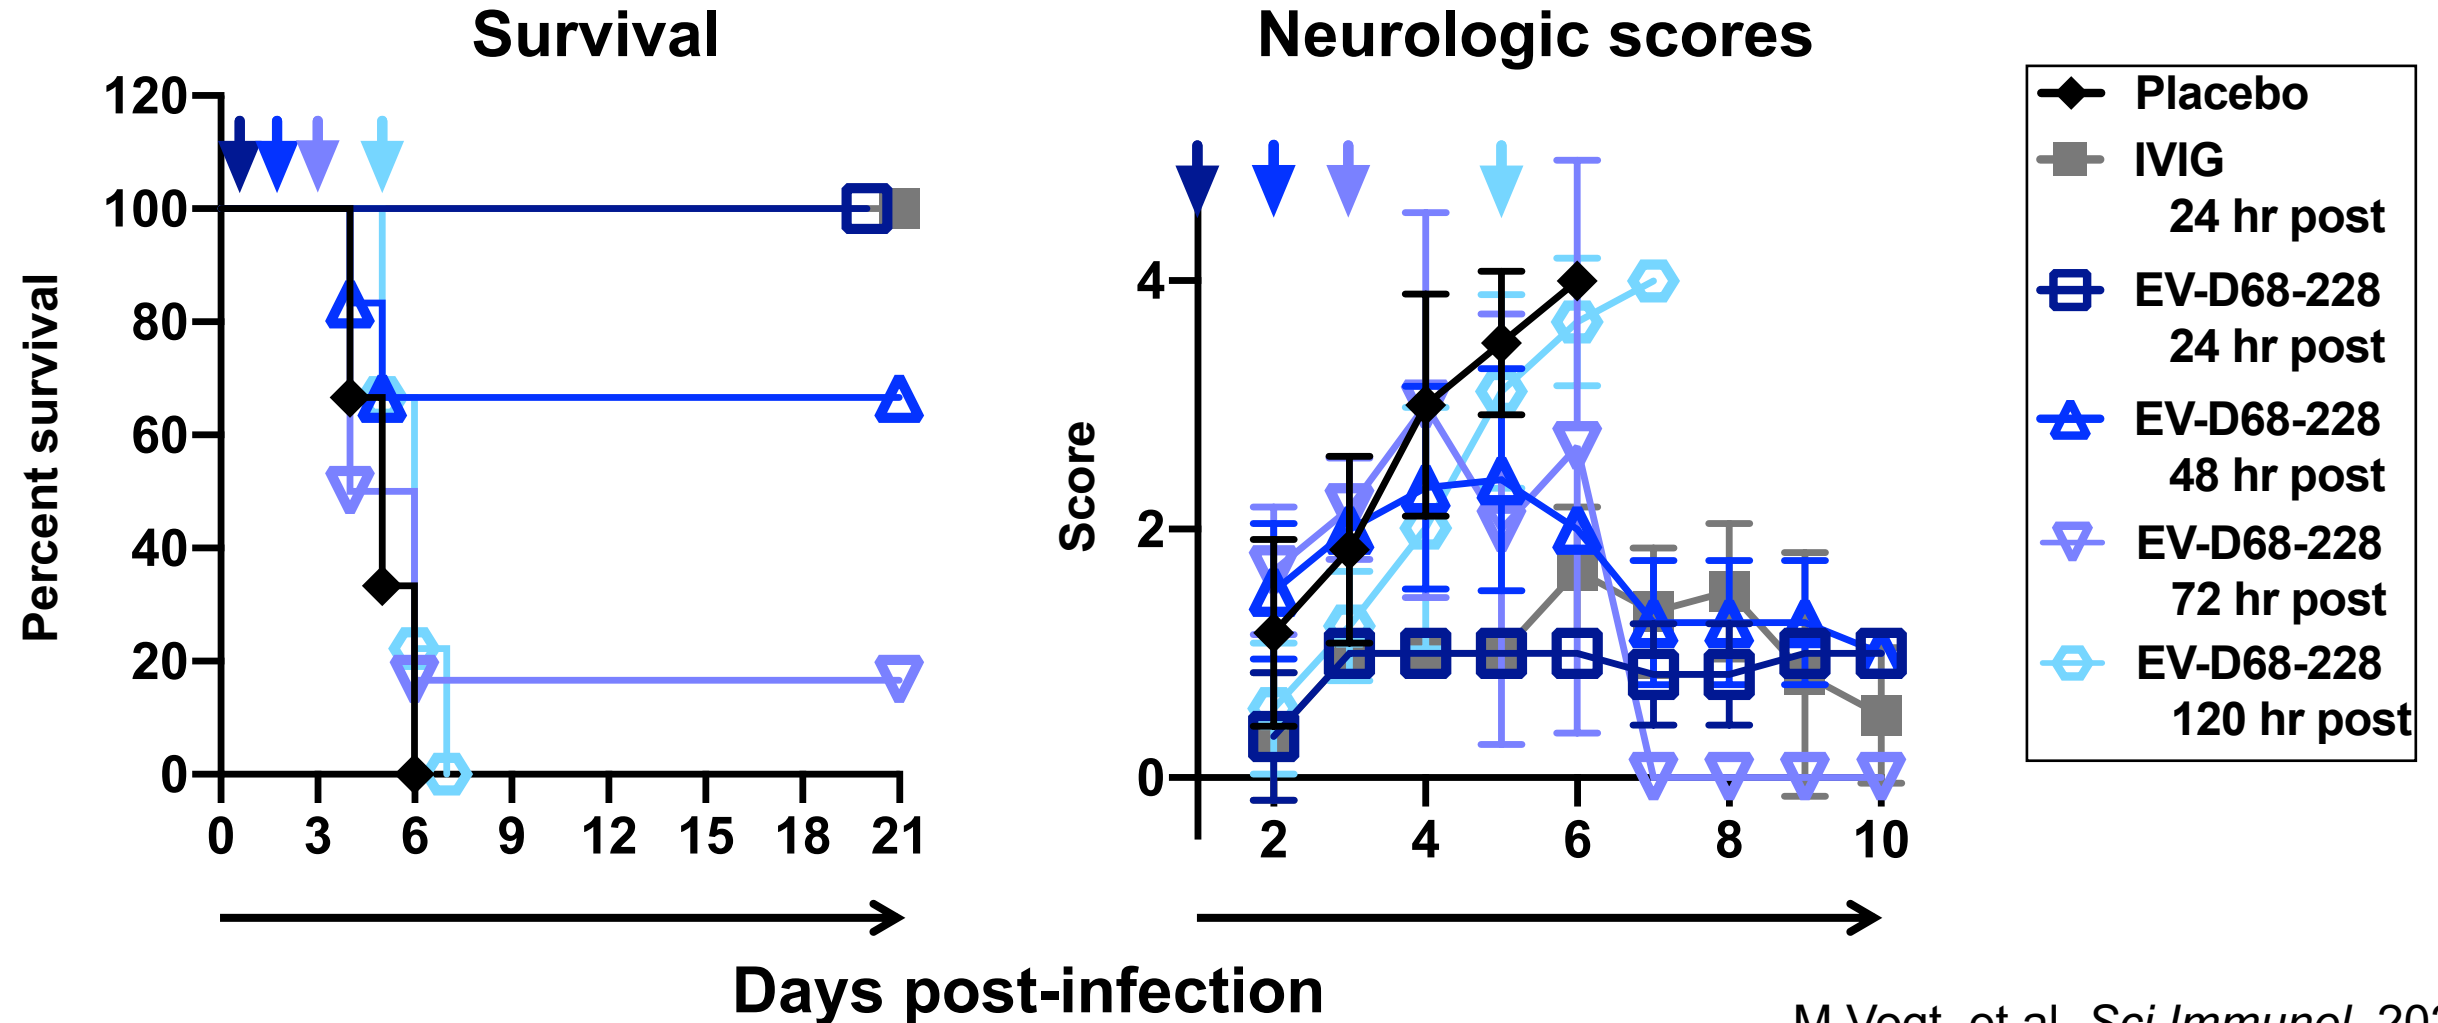 Survival
Neurologic scores
Percent survival
120
100
80
60
40
20
0
0 3 6 9 12 15 18 21
Score
4
2
0
2 4 6 8 10
Days post-infection
Placebo
IVIG
24 hr post
EV-D68-228
24 hr post
EV-D68-228
48 hr post
EV-D68-228
72 hr post
EV-D68-228
120 hr post
M Vogt, et al. Sci Immunol,